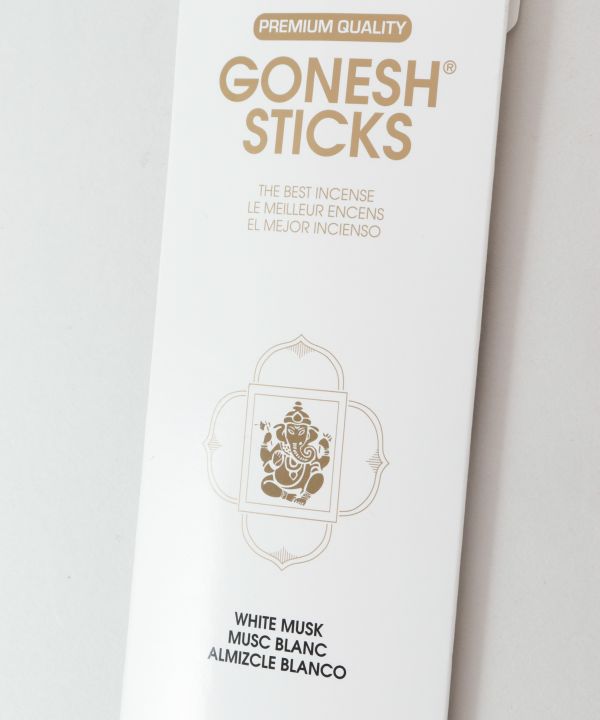 PREMIUM QUALITY
GONESH®
STICKS
THE BEST INCENSE
LE MEILLEUR ENCENS
EL MEJOR INCIENSO
WHITE MUSK
MUSC BLANC
ALMIZCLE BLANCO